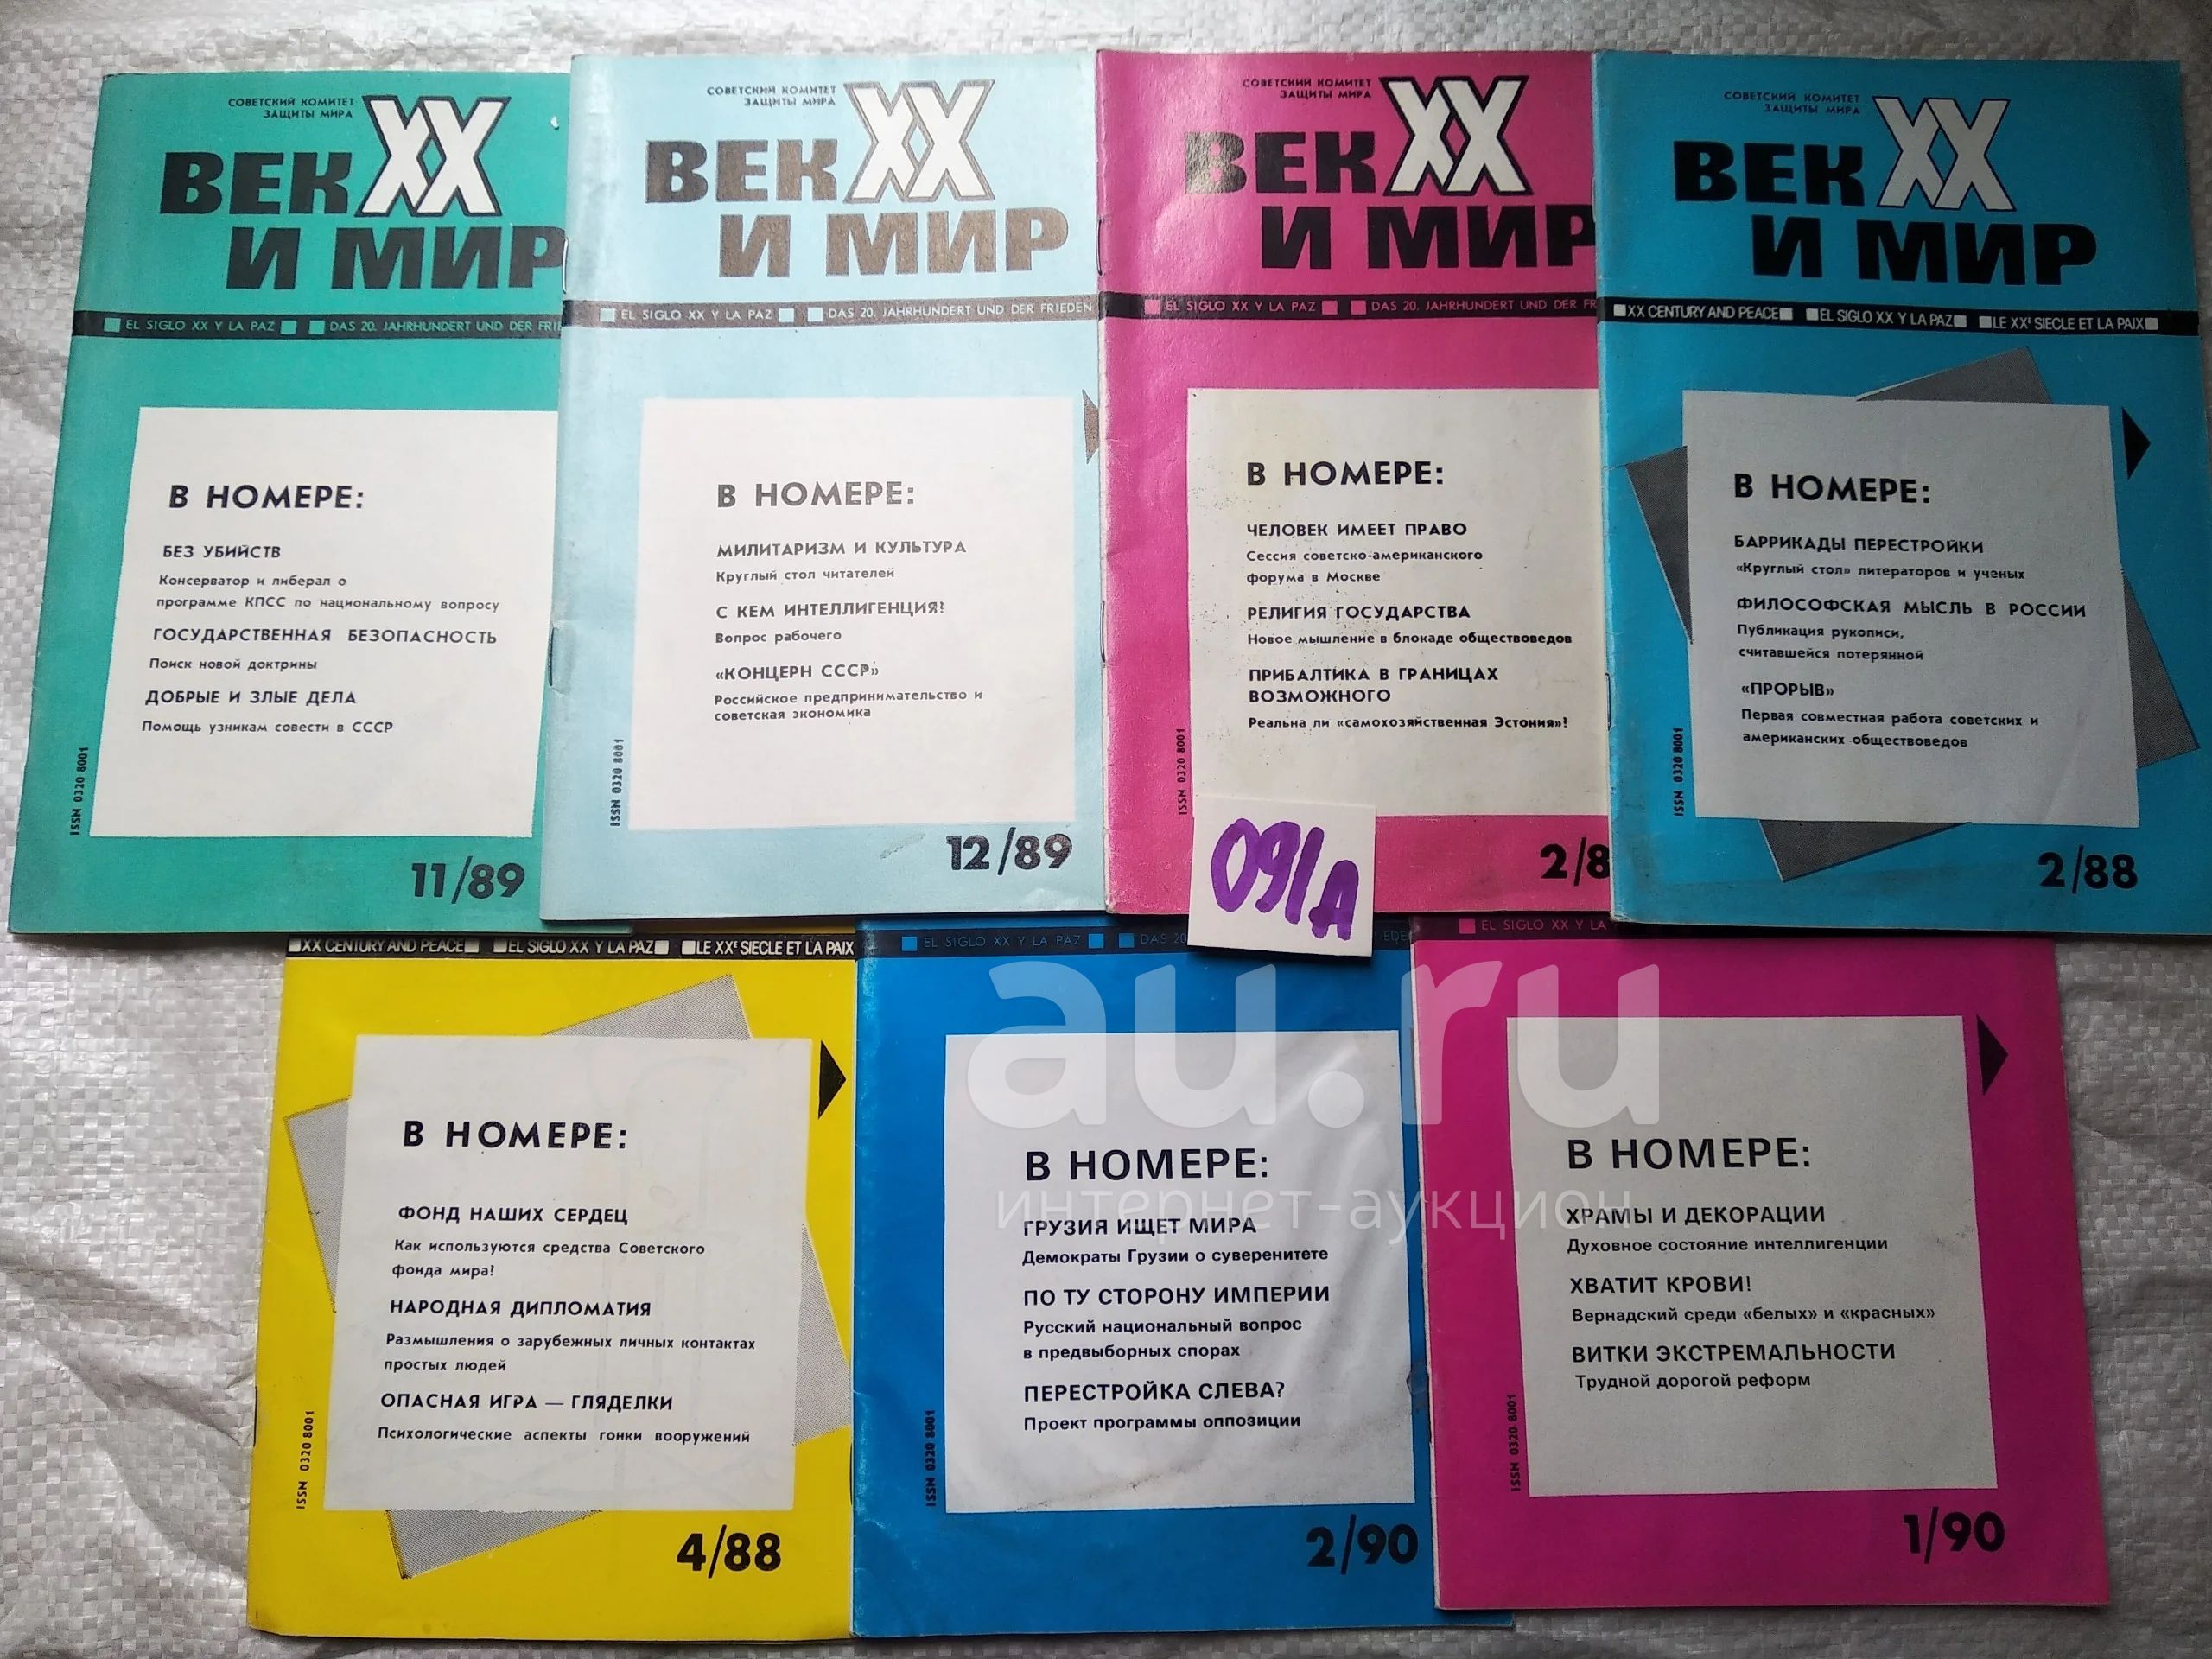 СОВЕТСКИЙ КОМИТЕТ
ЗАЩИТЫ МИРА
ВЕК XX
И МИР
EL SIGLO XX Y LA PAZ DAS 20. JAHRHUNDERT UND DER
В НОМЕРЕ:
БЕЗ УБИЙСТВ
Консерватор и либерал о
программе КПСС по национальному вопросу
ГОСУДАРСТВЕННАЯ БЕЗОПАСНОСТЬ
Поиск новой доктрины
ДОБРЫЕ И ЗЛЫЕ ДЕЛА
Помощь узникам совести в СССР
ISSN 0320 8001
11/89
СОВЕТСКИЙ КОМИТЕТ
ЗАЩИТЫ МИРА
ВЕК XX
И МИР
EL SIGLO XX Y LA PAZ DAS 20. JAHRHUNDERT UND DER FRIEDEN
В НОМЕРЕ:
МИЛИТАРИЗМ И КУЛЬТУРА
Круглый стол читателей
С КЕМ ИНТЕЛЛИГЕНЦИЯ?
Вопрос рабочего
«КОНЦЕРН СССР»
Российское предпринимательство и
советская экономика
ISSN 0320 8001
12/89
СОВЕТСКИЙ КОМИТЕТ
ЗАЩИТЫ МИРА
ВЕК XX
И МИР
EL SIGLO XX Y LA PAZ DAS 20. JAHRHUNDERT UND DER FR
В НОМЕРЕ:
ЧЕЛОВЕК ИМЕЕТ ПРАВО
Сессия советско-американского
форума в Москве
РЕЛИГИЯ ГОСУДАРСТВА
Новое мышление в блокаде обществоведов
ПРИБАЛТИКА В ГРАНИЦАХ
ВОЗМОЖНОГО
Реальна ли «самохозяйственная Эстония»?
ISSN 0320 8001
2/8
091A
СОВЕТСКИЙ КОМИТЕТ
ЗАЩИТЫ МИРА
ВЕК XX
И МИР
XX CENTURY AND PEACE EL SIGLO XX Y LA PAZ LE XXᵉ SIECLE ET LA PAIX
В НОМЕРЕ:
БАРРИКАДЫ ПЕРЕСТРОЙКИ
«Круглый стол» литераторов и ученых
ФИЛОСОФСКАЯ МЫСЛЬ В РОССИИ
Публикация рукописи,
считавшейся потерянной
«ПРОРЫВ»
Первая совместная работа советских и
американских обществоведов
ISSN 0320 8001
2/88
XX CENTURY AND PEACE EL SIGLO XX Y LA PAZ LE XXᵉ SIECLE ET LA PAIX
В НОМЕРЕ:
ФОНД НАШИХ СЕРДЕЦ
Как используются средства Советского
фонда мира?
НАРОДНАЯ ДИПЛОМАТИЯ
Размышления о зарубежных личных контактах
простых людей
ОПАСНАЯ ИГРА — ГЛЯДЕЛКИ
Психологические аспекты гонки вооружений
ISSN 0320 8001
4/88
EL SIGLO XX Y LA PAZ DAS 20
В НОМЕРЕ:
ГРУЗИЯ ИЩЕТ МИРА
Демократы Грузии о суверенитете
ПО ТУ СТОРОНУ ИМПЕРИИ
Русский национальный вопрос
в предвыборных спорах
ПЕРЕСТРОЙКА СЛЕВА?
Проект программы оппозиции
ISSN 0320 8001
2/90
EL SIGLO XX Y LA
В НОМЕРЕ:
ХРАМЫ И ДЕКОРАЦИИ
Духовное состояние интеллигенции
ХВАТИТ КРОВИ!
Вернадский среди «белых» и «красных»
ВИТКИ ЭКСТРЕМАЛЬНОСТИ
Трудной дорогой реформ
ISSN 0320 8001
1/90
au.ru
интернет-аукцион